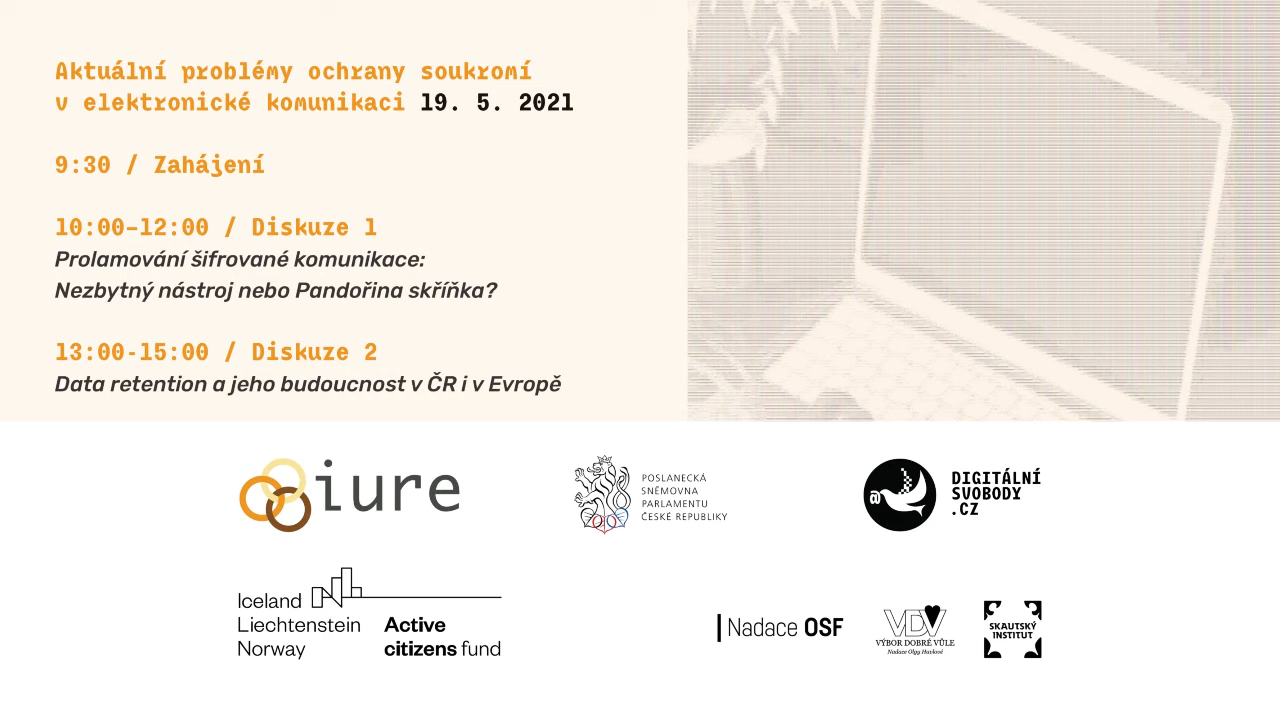 Aktuální problémy ochrany soukromí
v elektronické komunikaci 19. 5. 2021
9:30 / Zahájení
10:00–12:00 / Diskuze 1
Prolamování šifrované komunikace:
Nezbytný nástroj nebo Pandořina skříňka?
13:00-15:00 / Diskuze 2
Data retention a jeho budoucnost v ČR i v Evropě
iure
POSLANECKÁ
SNĚMOVNA
PARLAMENTU
ČESKÉ REPUBLIKY
@
DIGITÁLNÍ
SVOBODY
.CZ
Iceland
Liechtenstein
Norway
Active
citizens fund
Nadace OSF
VDV
VÝBOR DOBRÉ VŮLE
Nadace Olgy Havlové
SKAUTSKÝ
INSTITUT